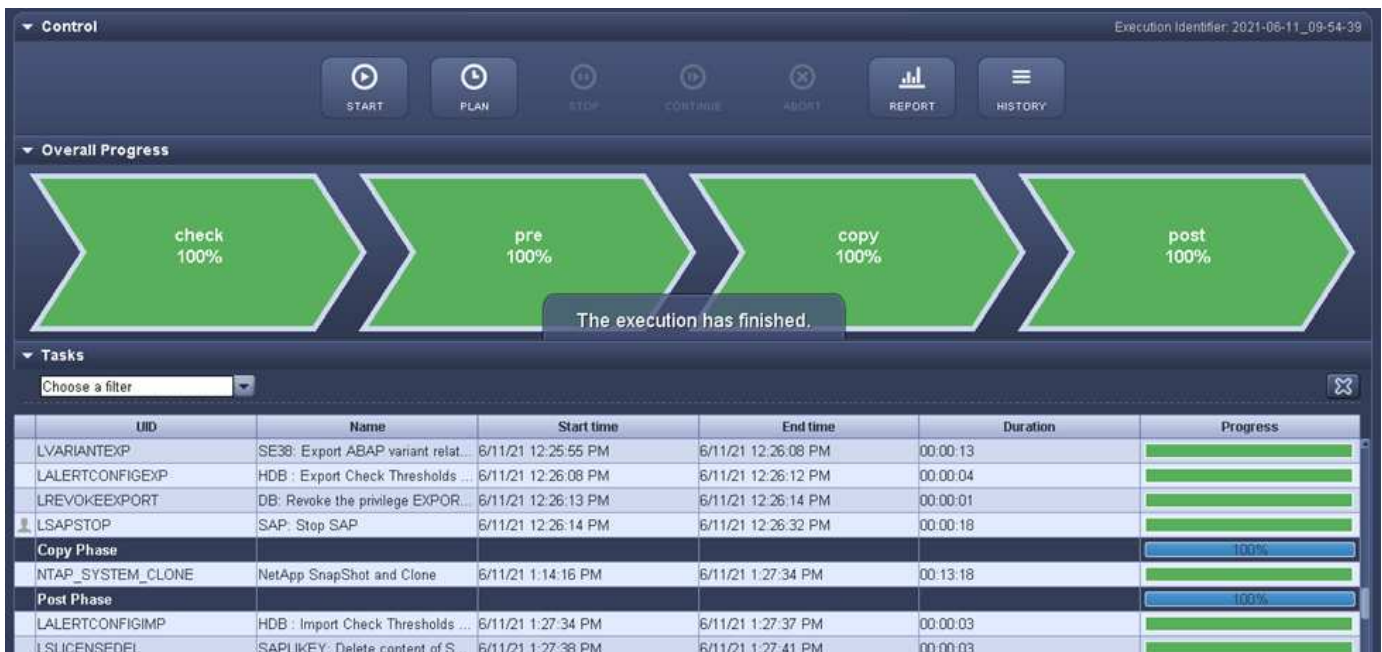 Control
Execution Identifier: 2021-06-11_09-54-39
START PLAN STOP CONTINUE ABORT REPORT HISTORY
Overall Progress
check pre copy post
100% 100% 100% 100%
The execution has finished.
Tasks
Choose a filter
UID Name Start time End time Duration Progress
LVARIANTEXP SE38: Export ABAP variant relat... 6/11/21 12:25:55 PM 6/11/21 12:26:08 PM 00:00:13
LALERTCONFIGEXP HDB : Export Check Thresholds ... 6/11/21 12:26:08 PM 6/11/21 12:26:12 PM 00:00:04
LREVOKEEXPORT DB: Revoke the privilege EXPOR... 6/11/21 12:26:13 PM 6/11/21 12:26:14 PM 00:00:01
LSAPSTOP SAP: Stop SAP 6/11/21 12:26:14 PM 6/11/21 12:26:32 PM 00:00:18
Copy Phase 100%
NTAP_SYSTEM_CLONE NetApp SnapShot and Clone 6/11/21 1:14:16 PM 6/11/21 1:27:34 PM 00:13:18
Post Phase 100%
LALERTCONFIGIMP HDB : Import Check Thresholds ... 6/11/21 1:27:34 PM 6/11/21 1:27:37 PM 00:00:03
LSLICENSEDEL SAPLIKEY: Delete content of S... 6/11/21 1:27:38 PM 6/11/21 1:27:41 PM 00:00:03